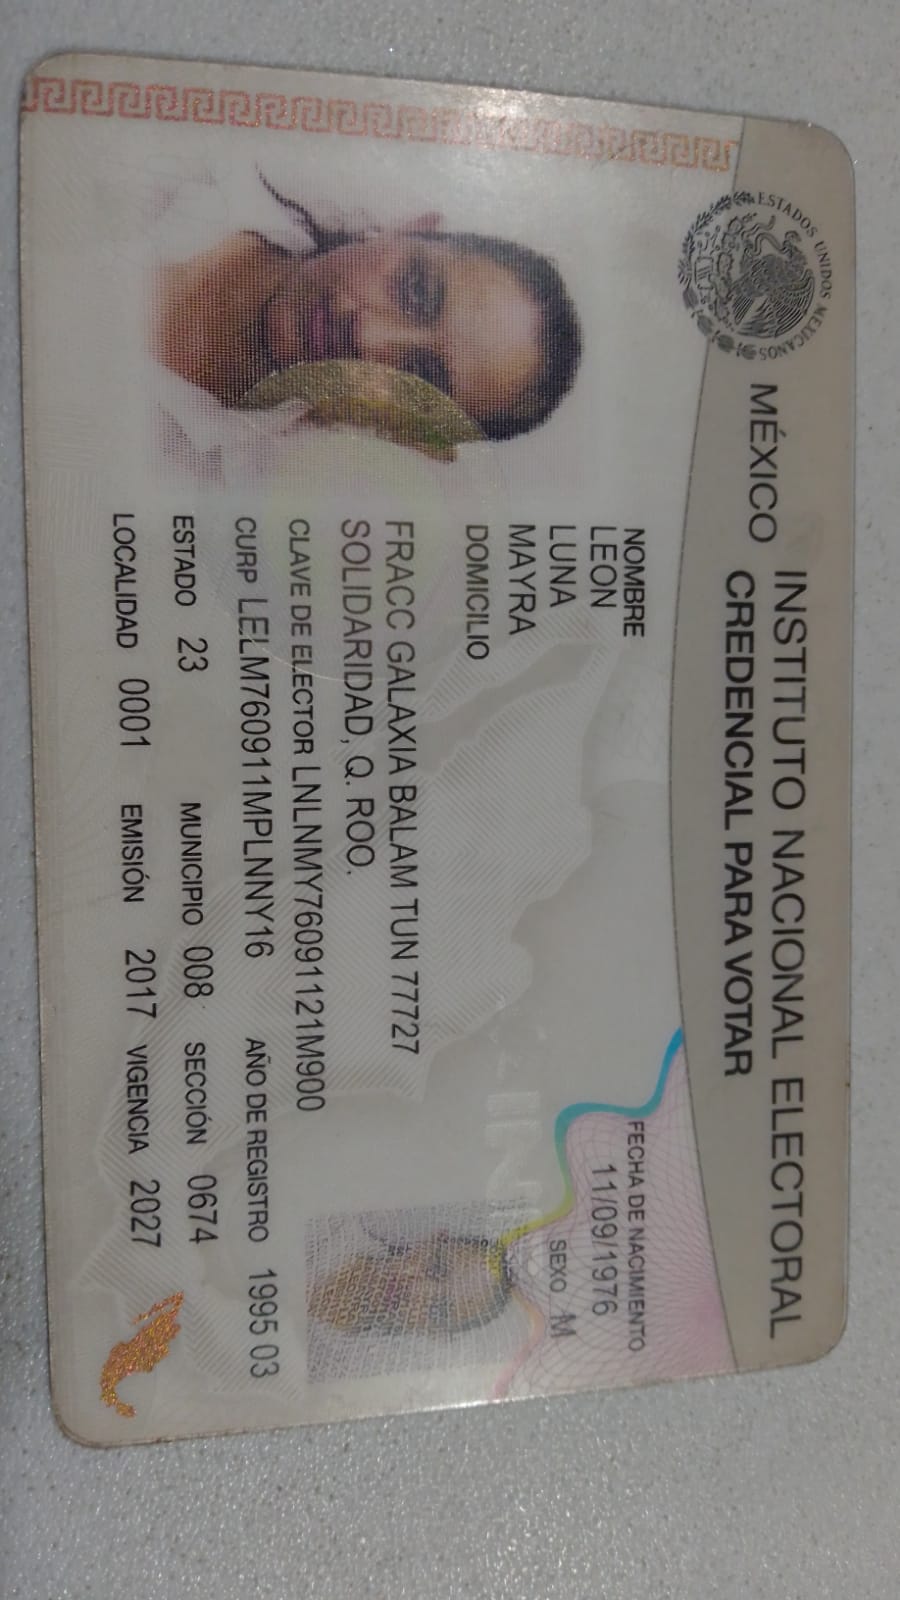 ESTADOS UNIDOS MEXICANOS
MÉXICO INSTITUTO NACIONAL ELECTORAL
CREDENCIAL PARA VOTAR
NOMBRE
LEON
LUNA
MAYRA
FECHA DE NACIMIENTO
11/09/1976
SEXO M
DOMICILIO
FRACC GALAXIA BALAM TUN 77727
SOLIDARIDAD, Q. ROO.
CLAVE DE ELECTOR LNLNMY76091121M900
CURP LELM760911MPLNNY16 AÑO DE REGISTRO 1995 03
ESTADO 23 MUNICIPIO 008 SECCIÓN 0674
LOCALIDAD 0001 EMISIÓN 2017 VIGENCIA 2027
INE